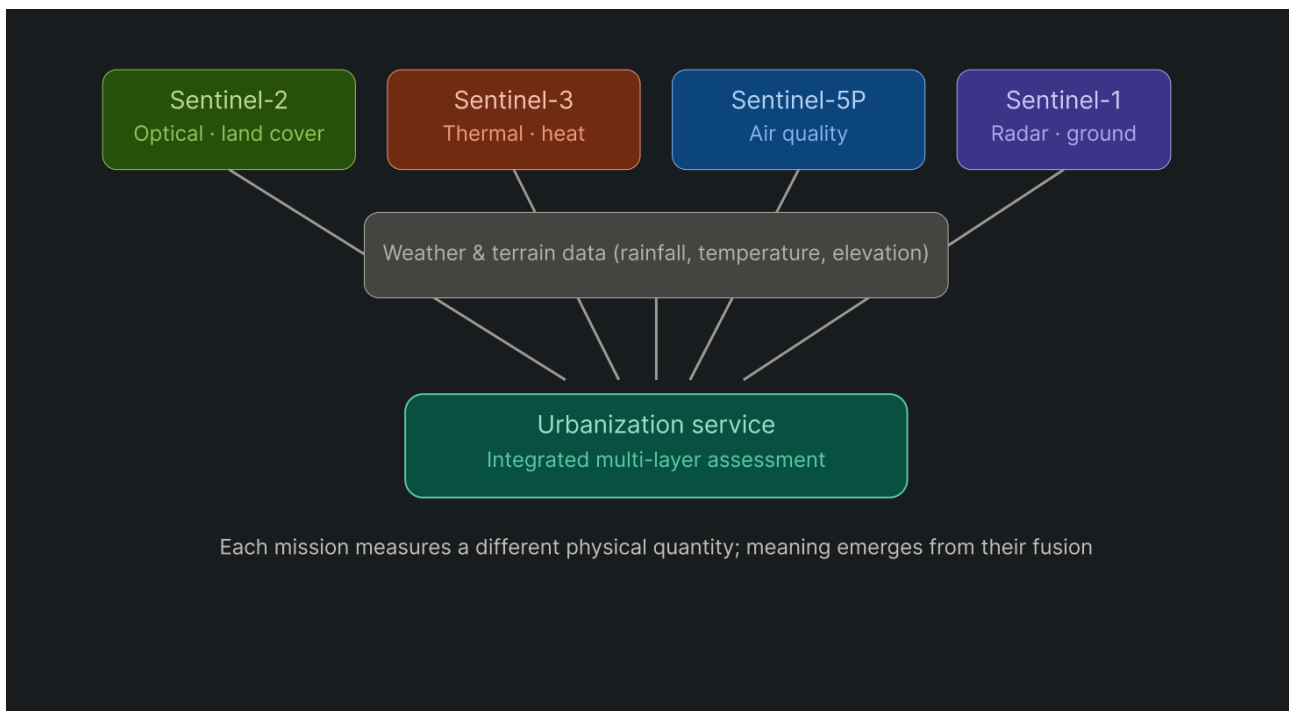 Sentinel-2
Optical · land cover
Sentinel-3
Thermal · heat
Sentinel-5P
Air quality
Sentinel-1
Radar · ground
Weather & terrain data (rainfall, temperature, elevation)
Urbanization service
Integrated multi-layer assessment
Each mission measures a different physical quantity; meaning emerges from their fusion